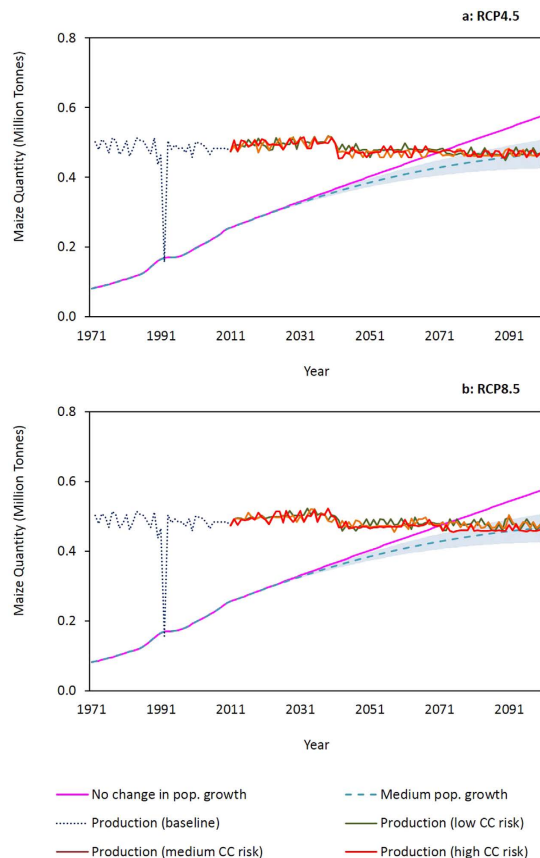 a: RCP4.5
Maize Quantity (Million Tonnes)
0.8
0.6
0.4
0.2
0.0
1971 1991 2011 2031 2051 2071 2091
Year
b: RCP8.5
Maize Quantity (Million Tonnes)
0.8
0.6
0.4
0.2
0.0
1971 1991 2011 2031 2051 2071 2091
Year
No change in pop. growth Medium pop. growth
Production (baseline) Production (low CC risk)
Production (medium CC risk) Production (high CC risk)